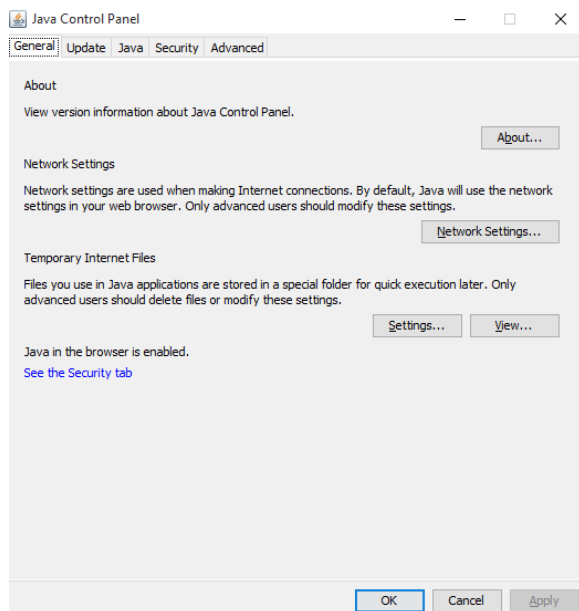 Java Control Panel
General Update Java Security Advanced
About
View version information about Java Control Panel.
About...
Network Settings
Network settings are used when making Internet connections. By default, Java will use the network
settings in your web browser. Only advanced users should modify these settings.
Network Settings...
Temporary Internet Files
Files you use in Java applications are stored in a special folder for quick execution later. Only
advanced users should delete files or modify these settings.
Settings... View...
Java in the browser is enabled.
See the Security tab
OK Cancel Apply